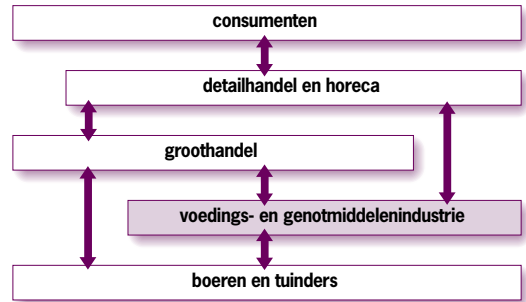 consumenten
detailhandel en horeca
groothandel
voedings- en genotmiddelenindustrie
boeren en tuinders